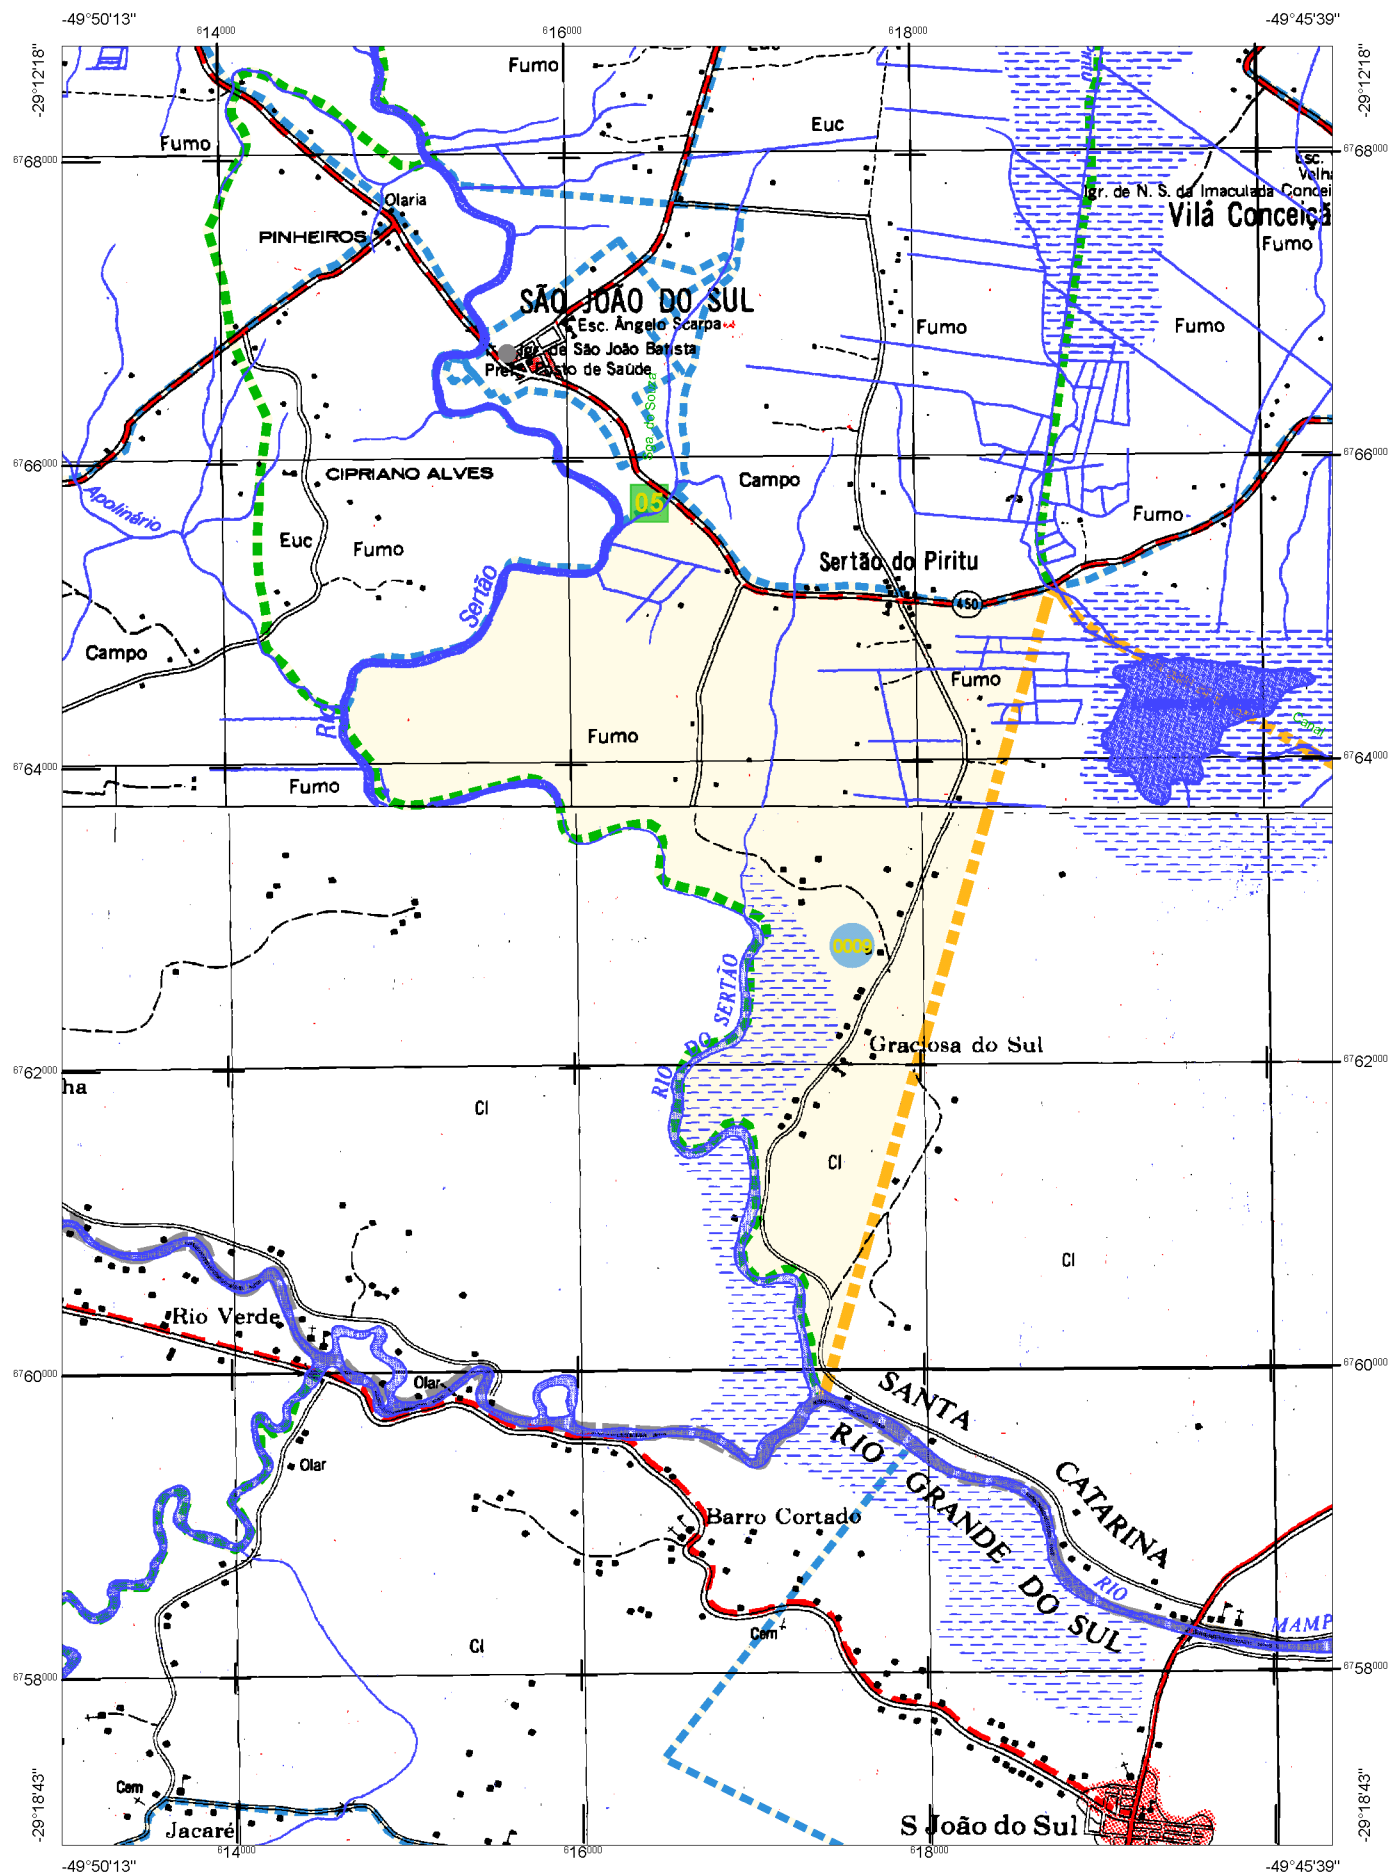 -49°50'13"
-49°45'39"
614000
616000
618000
-29°12'18"
-29°12'18"
Fumo
Euc
Fumo
6768000
6768000
Esc.
Igr. de N. S. da Imaculada Concei
Vila Conceiçã
Olaria
PINHEIROS
Fumo
SÃO JOÃO DO SUL
Esc. Ângelo Scarpa
Fumo
Fumo
Igr. de São João Batista
Pref.
Posto de Saúde
6766000
6766000
CIPRIANO ALVES
Campo
Apolinário
05
Fumo
Euc
Fumo
Sertão do Piritu
Sertão
450
Campo
Fumo
RIO
Fumo
Canal
6764000
6764000
Fumo
0009
RIO DO SERTÃO
Graciosa do Sul
6762000
6762000
ha
Cl
Cl
Cl
Rio Verde
6760000
6760000
Olar
SANTA
CATARINA
RIO GRANDE
DO SUL
Olar
Barro Cortado
RIO
MAMP
Cem
Cl
6758000
6758000
Cem
Jacaré
S João do Sul
-29°18'43"
-29°18'43"
614000
616000
618000
-49°50'13"
-49°45'39"